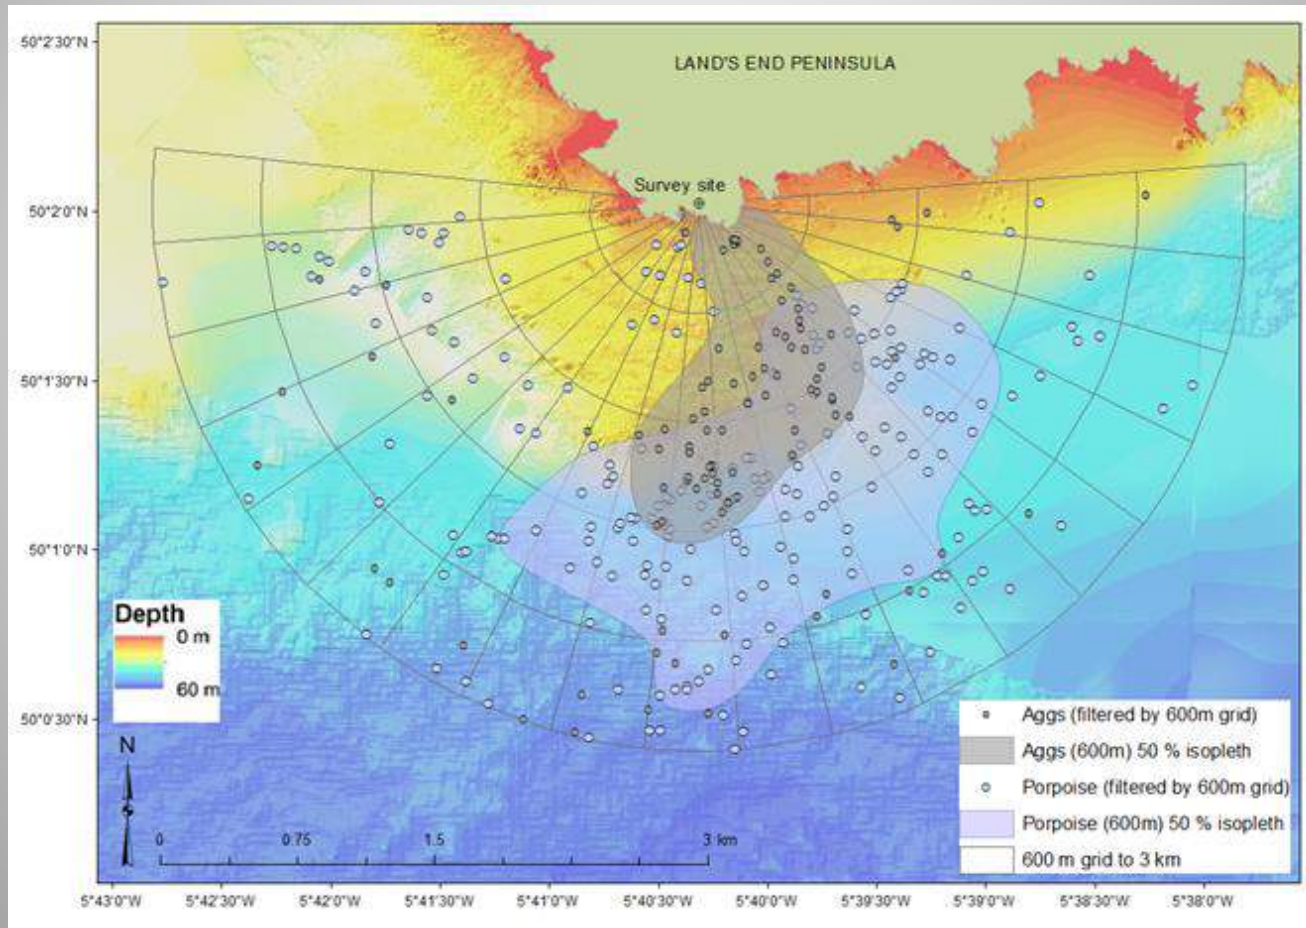 50°2'30"N
LAND'S END PENINSULA
Survey site
50°2'0"N
50°1'30"N
50°1'0"N
Depth
0 m
60 m
50°0'30"N
N
0 0.75 1.5 3 km
Aggs (filtered by 600m grid)
Aggs (600m) 50 % isopleth
Porpoise (filtered by 600m grid)
Porpoise (600m) 50 % isopleth
600 m grid to 3 km
5°43'0"W 5°42'30"W 5°42'0"W 5°41'30"W 5°41'0"W 5°40'30"W 5°40'0"W 5°39'30"W 5°39'0"W 5°38'30"W 5°38'0"W